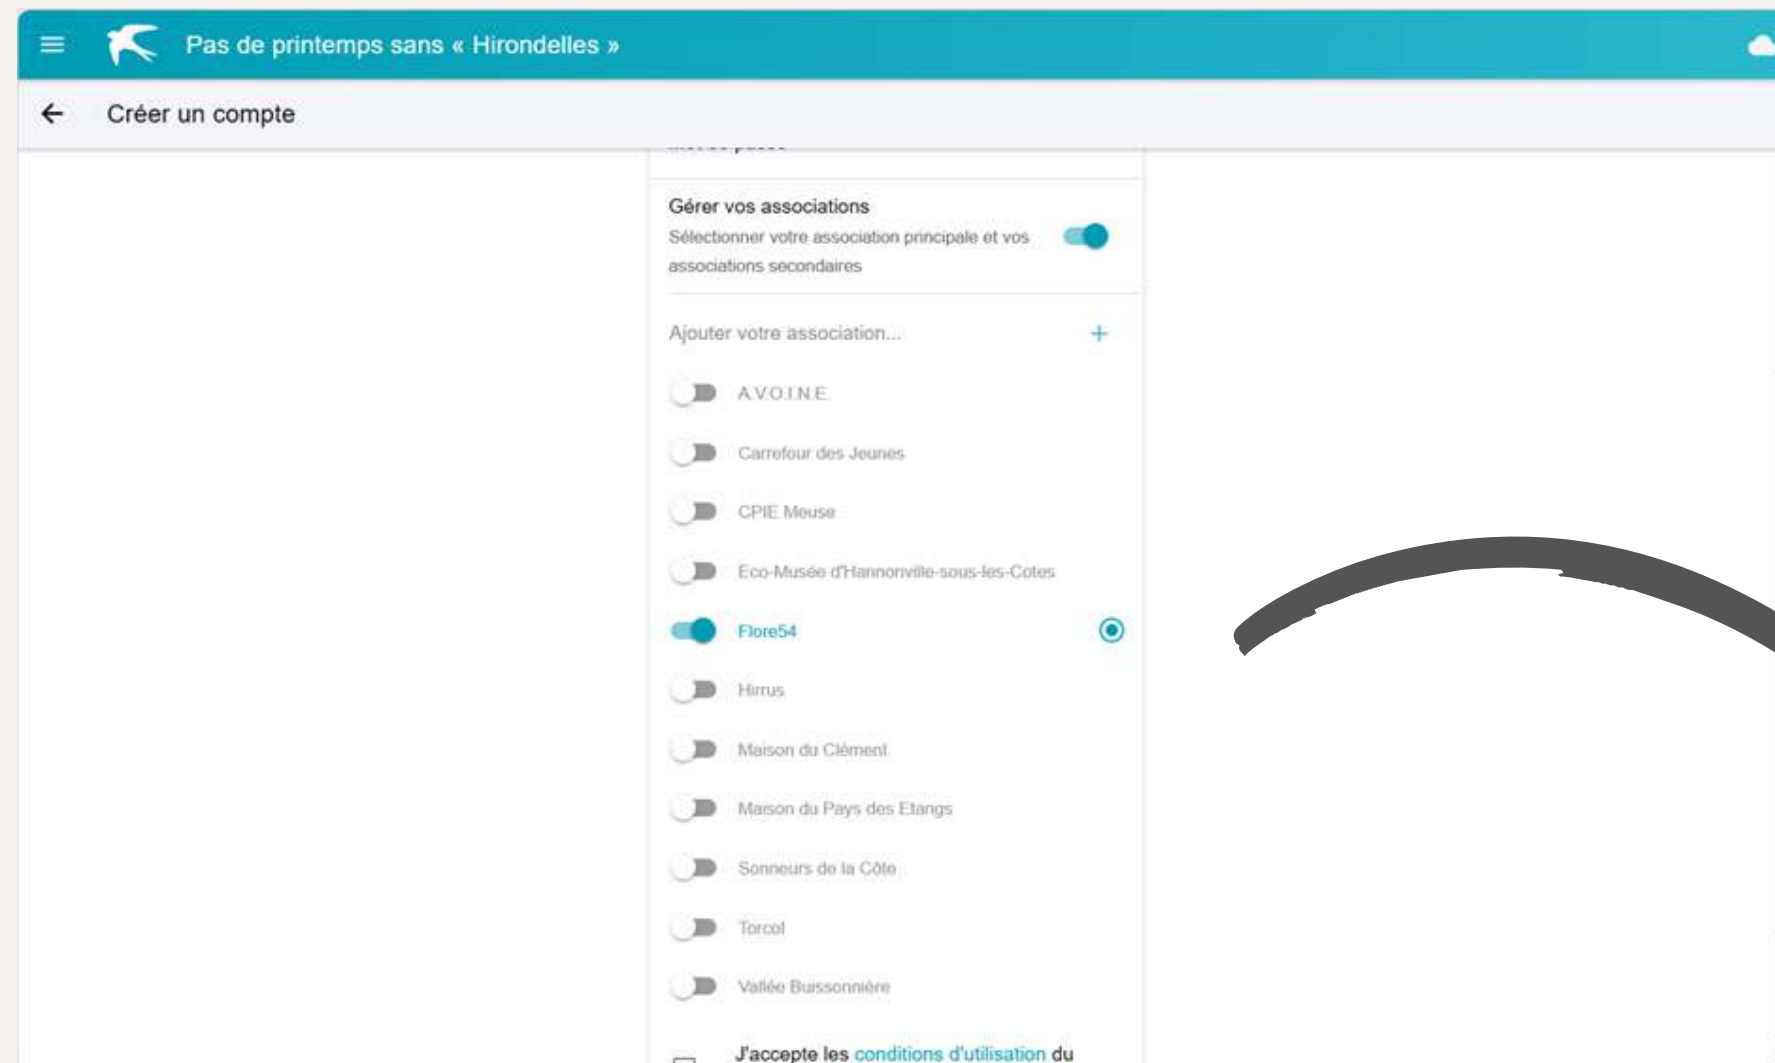 Pas de printemps sans « Hirondelles »
Créer un compte
Gérer vos associations
Sélectionner votre association principale et vos
associations secondaires
Ajouter votre association...
A.V.O.I.N.E.
Carrefour des Jeunes
CPIE Meuse
Eco-Musée d'Hannonville-sous-les-Cotes
Flore54
Hirrus
Maison du Clément
Maison du Pays des Etangs
Sonneurs de la Côte
Torcol
Vallée Buissonnière
J'accepte les conditions d'utilisation du